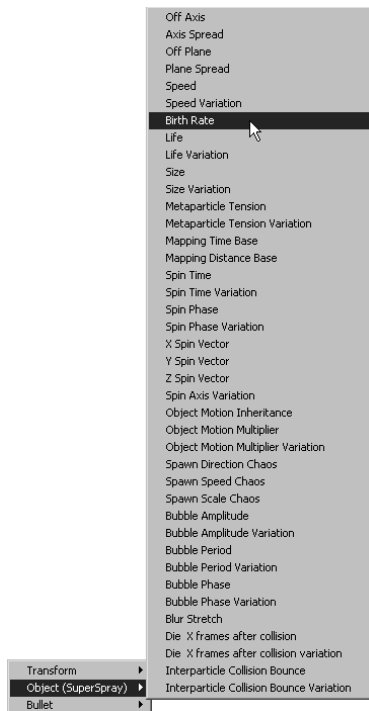 Off Axis
Axis Spread
Off Plane
Plane Spread
Speed
Speed Variation
Birth Rate
Life
Life Variation
Size
Size Variation
Metaparticle Tension
Metaparticle Tension Variation
Mapping Time Base
Mapping Distance Base
Spin Time
Spin Time Variation
Spin Phase
Spin Phase Variation
X Spin Vector
Y Spin Vector
Z Spin Vector
Spin Axis Variation
Object Motion Inheritance
Object Motion Multiplier
Object Motion Multiplier Variation
Spawn Direction Chaos
Spawn Speed Chaos
Spawn Scale Chaos
Bubble Amplitude
Bubble Amplitude Variation
Bubble Period
Bubble Period Variation
Bubble Phase
Bubble Phase Variation
Blur Stretch
Die X frames after collision
Die X frames after collision variation
Interparticle Collision Bounce
Interparticle Collision Bounce Variation
Transform
Object (SuperSpray)
Bullet